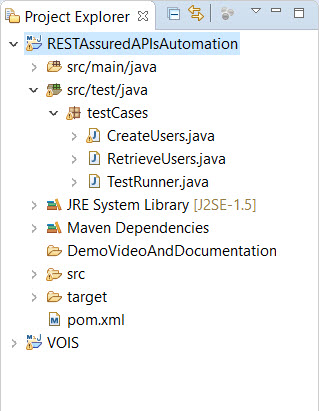 Project Explorer
RESTAssuredAPIsAutomation
src/main/java
src/test/java
testCases
CreateUsers.java
RetrieveUsers.java
TestRunner.java
JRE System Library [J2SE-1.5]
Maven Dependencies
DemoVideoAndDocumentation
src
target
pom.xml
VOIS